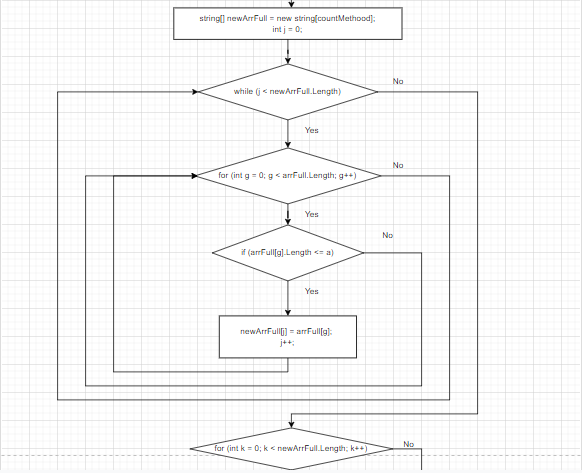 string[] newArrFull = new string[countMethood];
int j = 0;
while (j < newArrFull.Length)
No
Yes
for (int g = 0; g < arrFull.Length; g++)
No
Yes
if (arrFull[g].Length <= a)
No
Yes
newArrFull[j] = arrFull[g];
j++;
for (int k = 0; k < newArrFull.Length; k++)
No